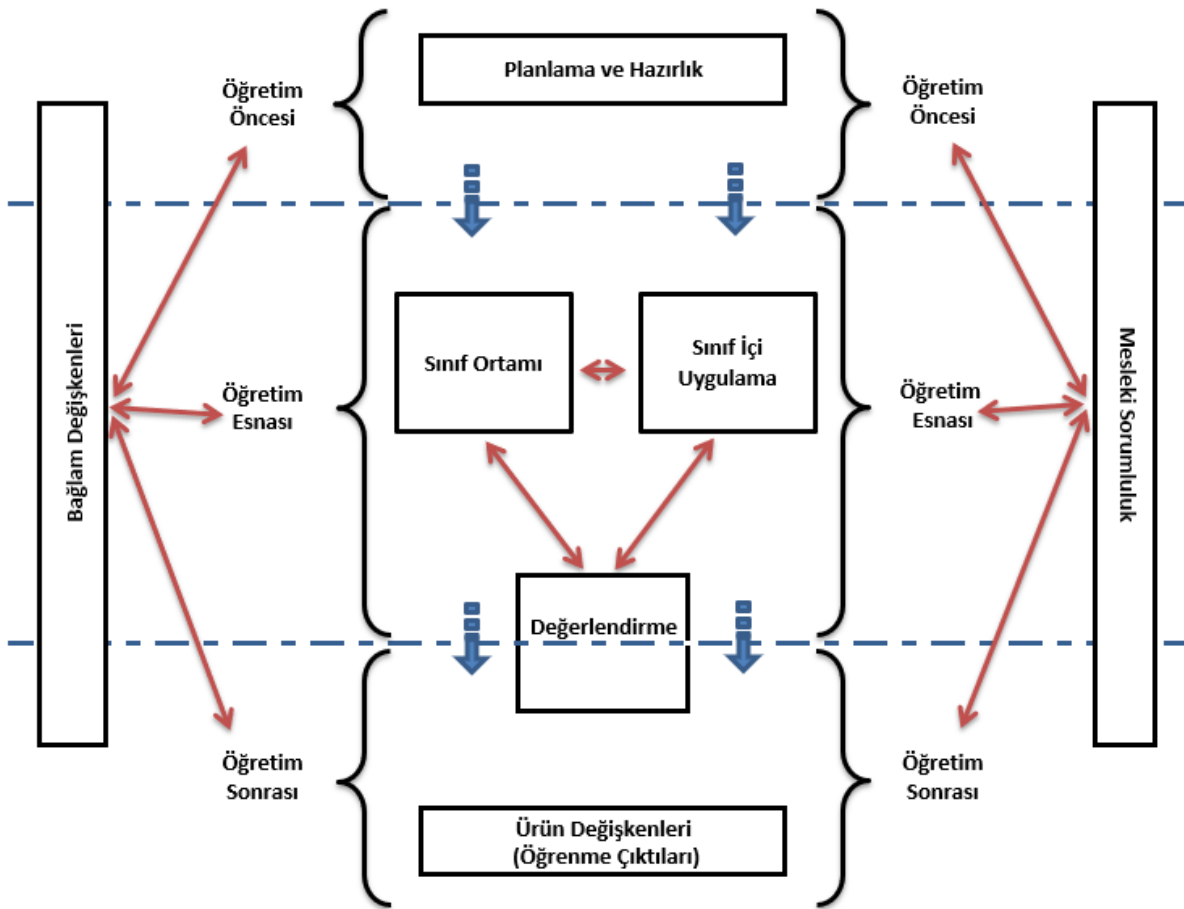 Planlama ve Hazırlık
Öğretim
Öncesi
Öğretim
Öncesi
Bağlam Değişkenleri
Sınıf Ortamı
Sınıf İçi
Uygulama
Öğretim
Esnası
Öğretim
Esnası
Mesleki Sorumluluk
Değerlendirme
Öğretim
Sonrası
Öğretim
Sonrası
Ürün Değişkenleri
(Öğrenme Çıktıları)